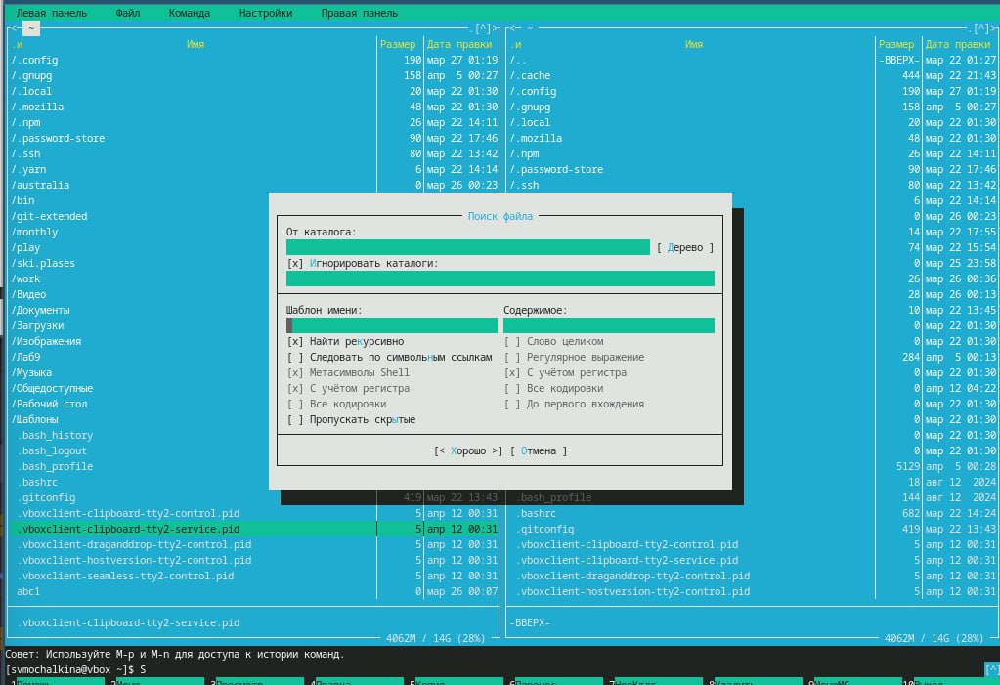 Левая панель Файл Команда Настройки Правая панель
<─ ~ .[^]>
.и Имя Размер Дата правки
/.config 190 мар 27 01:19
/.gnupg 158 апр 5 00:27
/.local 20 мар 22 01:30
/.mozilla 48 мар 22 01:30
/.npm 26 мар 22 14:11
/.password-store 90 мар 22 17:46
/.ssh 80 мар 22 13:42
/.yarn 6 мар 22 14:14
/australia 0 мар 26 00:23
/bin
/git-extended
/monthly
/play
/ski.plases
/work
/Видео
/Документы
/Загрузки
/Изображения
/Лаб9
/Музыка
/Общедоступные
/Рабочий стол
/Шаблоны
.bash_history
.bash_logout
.bash_profile
.bashrc
.gitconfig 419 мар 22 13:43
.vboxclient-clipboard-tty2-control.pid 5 апр 12 00:31
.vboxclient-clipboard-tty2-service.pid 5 апр 12 00:31
.vboxclient-draganddrop-tty2-control.pid 5 апр 12 00:31
.vboxclient-hostversion-tty2-control.pid 5 апр 12 00:31
.vboxclient-seamless-tty2-control.pid 5 апр 12 00:31
abc1 0 мар 26 00:07
.vboxclient-clipboard-tty2-service.pid
4062M / 14G (28%)
<─ ~ .[^]>
.и Имя Размер Дата правки
/.. -ВВЕРХ- мар 22 01:27
/.cache 444 мар 22 21:43
/.config 190 мар 27 01:19
/.gnupg 158 апр 5 00:27
/.local 20 мар 22 01:30
/.mozilla 48 мар 22 01:30
/.npm 26 мар 22 14:11
/.password-store 90 мар 22 17:46
/.ssh 80 мар 22 13:42
6 мар 22 14:14
0 мар 26 00:23
14 мар 22 17:55
74 мар 22 15:54
0 мар 25 23:58
26 мар 26 00:36
28 мар 26 00:13
10 мар 22 13:45
0 мар 22 01:30
0 мар 22 01:30
284 апр 5 00:13
0 мар 22 01:30
0 апр 12 04:22
0 мар 22 01:30
0 мар 22 01:30
0 мар 22 01:30
0 мар 22 01:30
5129 апр 5 00:28
18 авг 12 2024
.bash_profile 144 авг 12 2024
.bashrc 682 мар 22 14:24
.gitconfig 419 мар 22 13:43
.vboxclient-clipboard-tty2-control.pid 5 апр 12 00:31
.vboxclient-clipboard-tty2-service.pid 5 апр 12 00:31
.vboxclient-draganddrop-tty2-control.pid 5 апр 12 00:31
.vboxclient-hostversion-tty2-control.pid 5 апр 12 00:31
-ВВЕРХ-
4062M / 14G (28%)
Поиск файла
От каталога:
[ Дерево ]
[x] Игнорировать каталоги:
Шаблон имени:
[x] Найти рекурсивно
[ ] Следовать по символьным ссылкам
[x] Метасимволы Shell
[x] С учётом регистра
[ ] Все кодировки
[ ] Пропускать скрытые
Содержимое:
[ ] Слово целиком
[ ] Регулярное выражение
[x] С учётом регистра
[ ] Все кодировки
[ ] До первого вхождения
[< Хорошо >] [ Отмена ]
Совет: Используйте M-p и M-n для доступа к истории команд.
[svmochalkina@vbox ~]$ S [^]